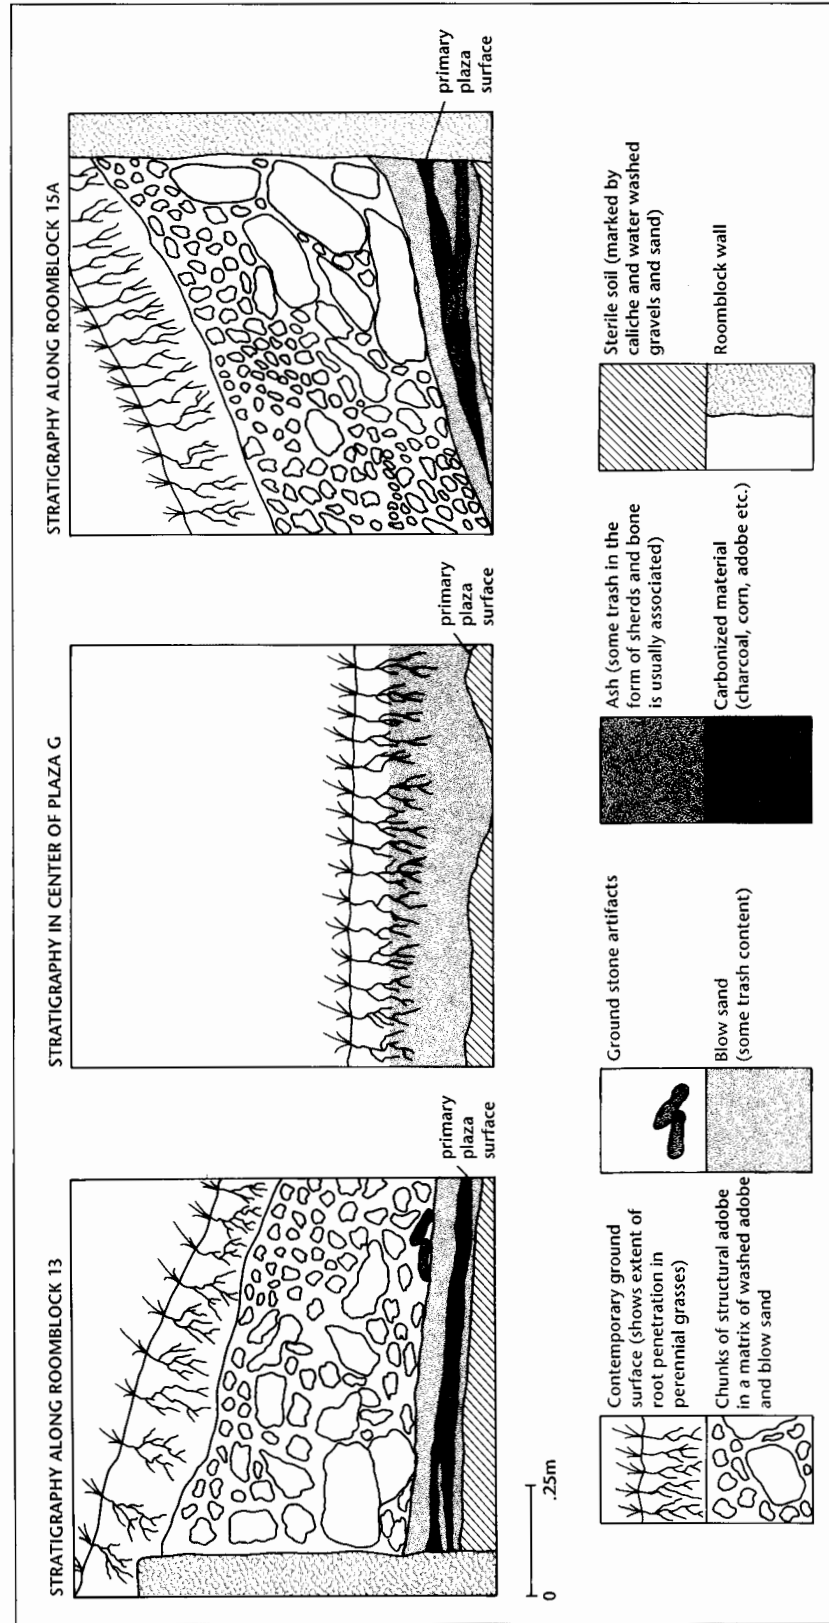 STRATIGRAPHY ALONG ROOMBLOCK 13
primary
plaza
surface
STRATIGRAPHY IN CENTER OF PLAZA G
primary
plaza
surface
STRATIGRAPHY ALONG ROOMBLOCK 15A
primary
plaza
surface
0
.25m
Contemporary ground
surface (shows extent of
root penetration in
perennial grasses)
Chunks of structural adobe
in a matrix of washed adobe
and blow sand
Ground stone artifacts
Blow sand
(some trash content)
Ash (some trash in the
form of sherds and bone
is usually associated)
Carbonized material
(charcoal, corn, adobe etc.)
Sterile soil (marked by
caliche and water washed
gravels and sand)
Roomblock wall